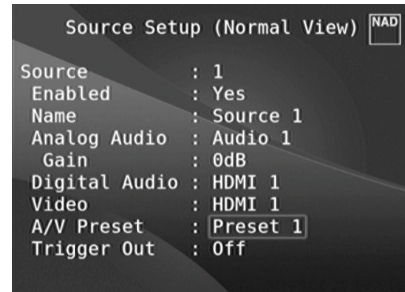 Source Setup (Normal View) NAD
Source : 1
Enabled : Yes
Name : Source 1
Analog Audio : Audio 1
Gain : 0dB
Digital Audio : HDMI 1
Video : HDMI 1
A/V Preset : Preset 1
Trigger Out : Off